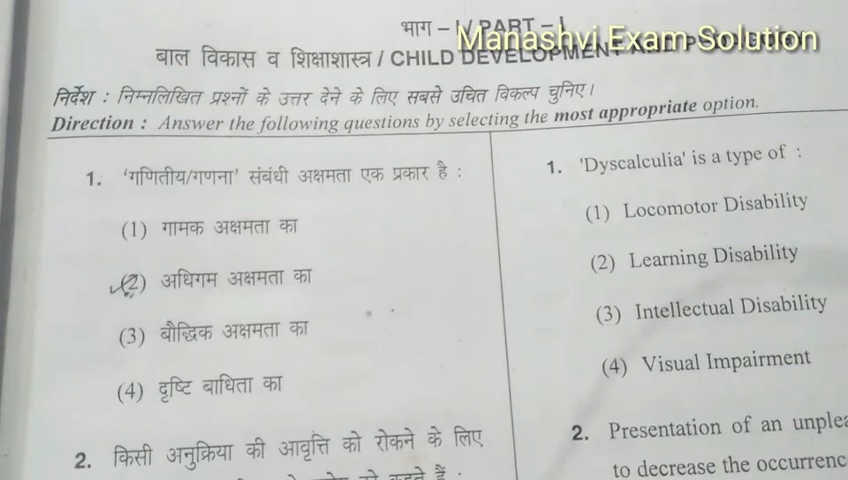 भाग – I / PART – I
Manashvi Exam Solution
बाल विकास व शिक्षाशास्त्र / CHILD DEVELOPMENT AND
निर्देश : निम्नलिखित प्रश्नों के उत्तर देने के लिए सबसे उचित विकल्प चुनिए।
Direction : Answer the following questions by selecting the most appropriate option.
1. 'गणितीय/गणना' संबंधी अक्षमता एक प्रकार है :
(1) गामक अक्षमता का
(2) अधिगम अक्षमता का
(3) बौद्धिक अक्षमता का
(4) दृष्टि बाधिता का
2. किसी अनुक्रिया की आवृत्ति को रोकने के लिए
1. 'Dyscalculia' is a type of :
(1) Locomotor Disability
(2) Learning Disability
(3) Intellectual Disability
(4) Visual Impairment
2. Presentation of an
to decrease the